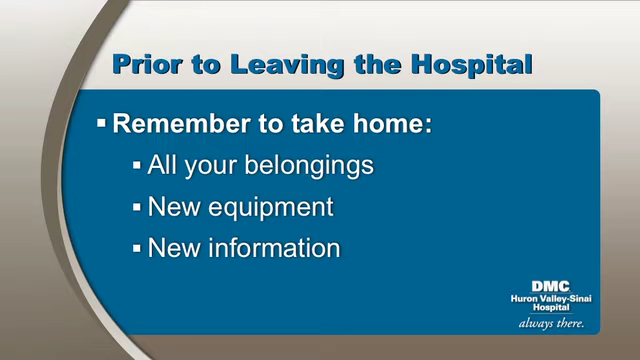 Prior to Leaving the Hospital
▪ Remember to take home:
▪ All your belongings
▪ New equipment
▪ New information
DMC
Huron Valley-Sinai
Hospital
always there.